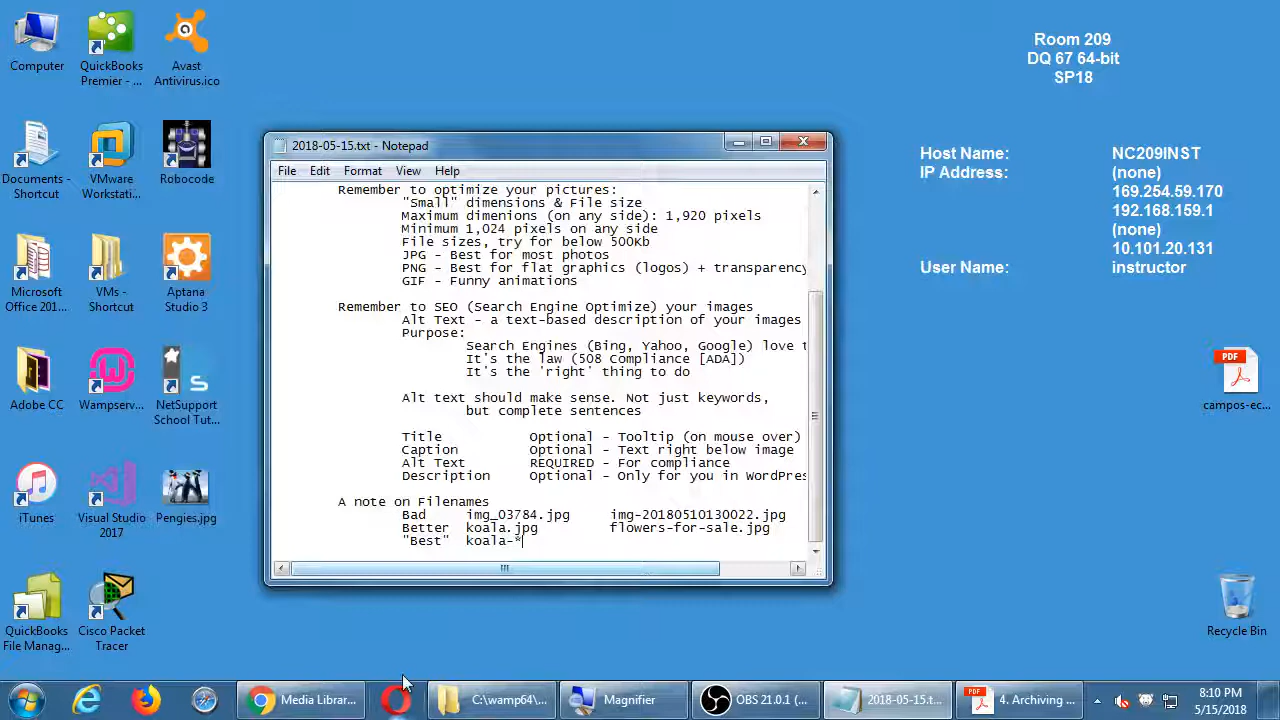 Computer
QuickBooks
Premier - ...
Avast
Antivirus.ico
Room 209
DQ 67 64-bit
SP18
Documents -
Shortcut
VMware
Workstati...
Robocode
Host Name: NC209INST
IP Address: (none)
169.254.59.170
192.168.159.1
(none)
10.101.20.131
User Name: instructor
Microsoft
Office 201...
VMs -
Shortcut
Aptana
Studio 3
Adobe CC
Wampserv...
NetSupport
School Tut...
PDF
campos-ec...
iTunes
Visual Studio
2017
Pengies.jpg
QuickBooks
File Manag...
Cisco Packet
Tracer
Recycle Bin
2018-05-15.txt - Notepad
File Edit Format View Help
Remember to optimize your pictures:
"Small" dimensions & File size
Maximum dimenions (on any side): 1,920 pixels
Minimum 1,024 pixels on any side
File sizes, try for below 500Kb
JPG - Best for most photos
PNG - Best for flat graphics (logos) + transparency
GIF - Funny animations
Remember to SEO (Search Engine Optimize) your images
Alt Text - a text-based description of your images
Purpose:
Search Engines (Bing, Yahoo, Google) love t
It's the law (508 Compliance [ADA])
It's the 'right' thing to do
Alt text should make sense. Not just keywords,
but complete sentences
Title Optional - Tooltip (on mouse over)
Caption Optional - Text right below image
Alt Text REQUIRED - For compliance
Description Optional - Only for you in WordPres
A note on Filenames
Bad img_03784.jpg img-20180510130022.jpg
Better koala.jpg flowers-for-sale.jpg
"Best" koala-*
Media Librar...
C:\wamp64\...
Magnifier
OBS 21.0.1 (...
2018-05-15.t...
PDF
4. Archiving ...
8:10 PM
5/15/2018